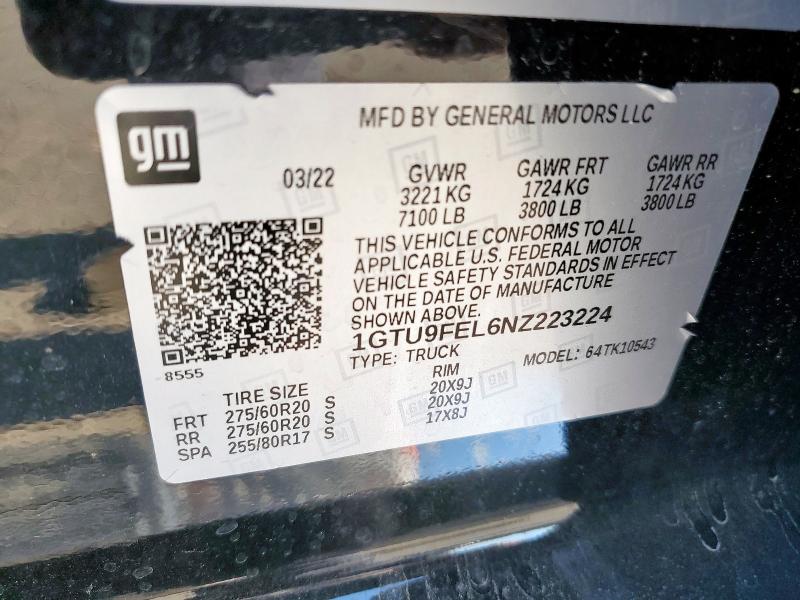 gm
MFD BY GENERAL MOTORS LLC
03/22
GVWR GAWR FRT GAWR RR
3221 KG 1724 KG 1724 KG
7100 LB 3800 LB 3800 LB
THIS VEHICLE CONFORMS TO ALL
APPLICABLE U.S. FEDERAL MOTOR
VEHICLE SAFETY STANDARDS IN EFFECT
ON THE DATE OF MANUFACTURE
SHOWN ABOVE.
1GTU9FEL6NZ223224
8555
TYPE: TRUCK MODEL: 64TK10543
TIRE SIZE RIM
FRT 275/60R20 S 20X9J
RR 275/60R20 S 20X9J
SPA 255/80R17 S 17X8J